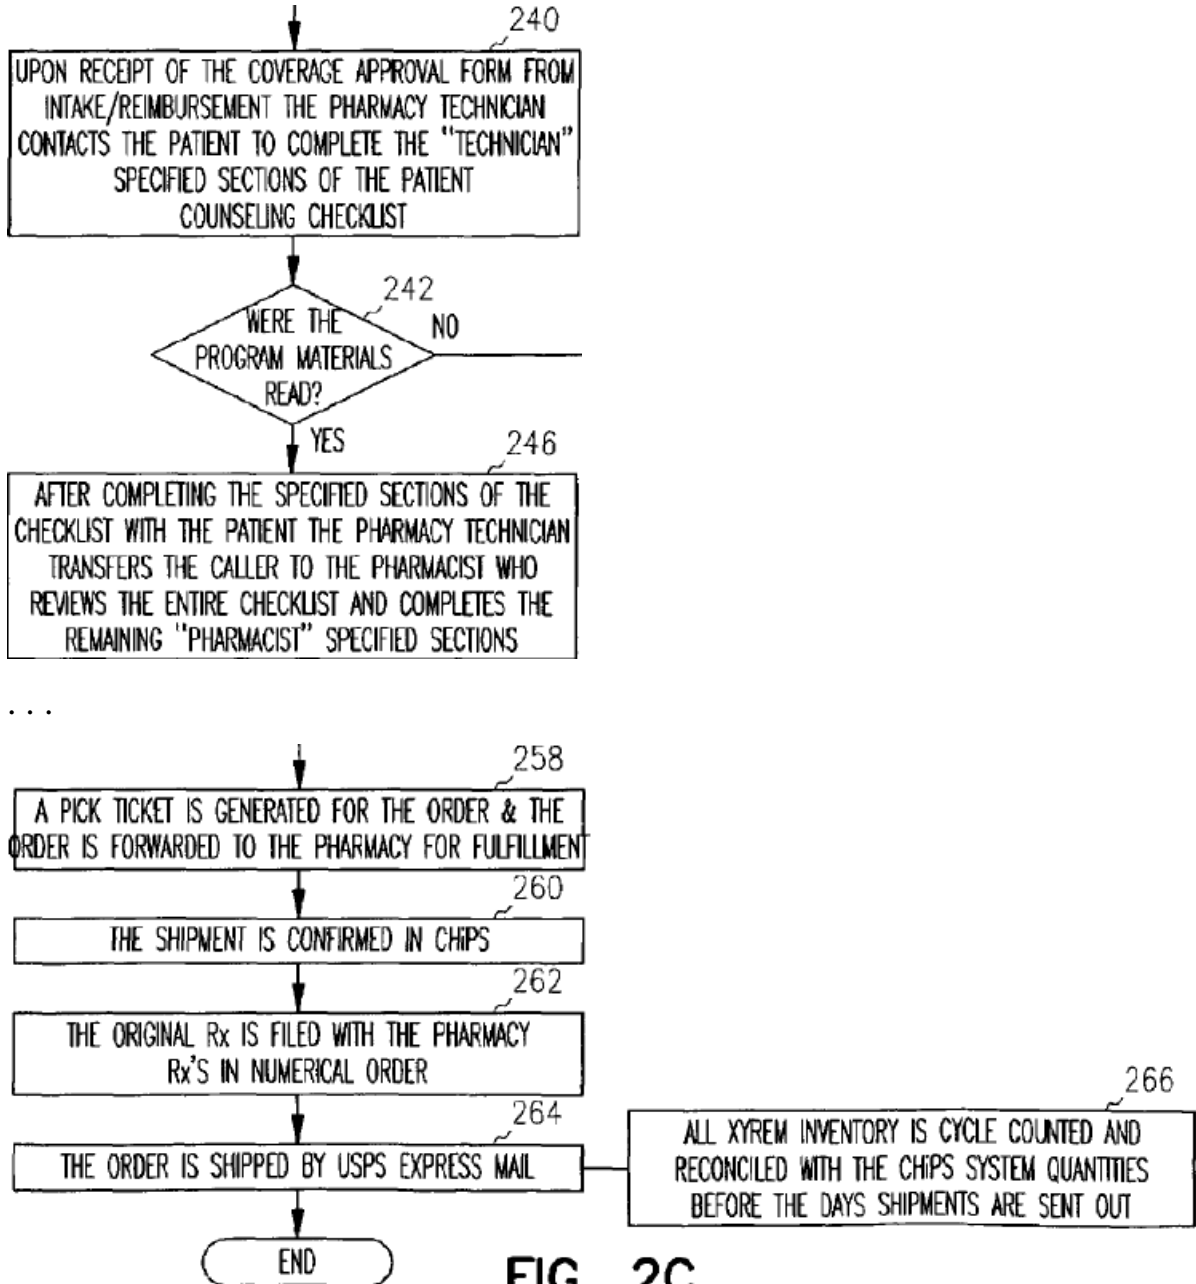 240
UPON RECEIPT OF THE COVERAGE APPROVAL FORM FROM
INTAKE/REIMBURSEMENT THE PHARMACY TECHNICIAN
CONTACTS THE PATIENT TO COMPLETE THE "TECHNICIAN"
SPECIFIED SECTIONS OF THE PATIENT
COUNSELING CHECKLIST
242
WERE THE
PROGRAM MATERIALS
READ?
NO
YES
246
AFTER COMPLETING THE SPECIFIED SECTIONS OF THE
CHECKLIST WITH THE PATIENT THE PHARMACY TECHNICIAN
TRANSFERS THE CALLER TO THE PHARMACIST WHO
REVIEWS THE ENTIRE CHECKLIST AND COMPLETES THE
REMAINING "PHARMACIST" SPECIFIED SECTIONS
. . .
258
A PICK TICKET IS GENERATED FOR THE ORDER & THE
ORDER IS FORWARDED TO THE PHARMACY FOR FULFILLMENT
260
THE SHIPMENT IS CONFIRMED IN CHiPS
262
THE ORIGINAL Rx IS FILED WITH THE PHARMACY
Rx'S IN NUMERICAL ORDER
264
THE ORDER IS SHIPPED BY USPS EXPRESS MAIL
266
ALL XYREM INVENTORY IS CYCLE COUNTED AND
RECONCILED WITH THE CHiPS SYSTEM QUANTITIES
BEFORE THE DAYS SHIPMENTS ARE SENT OUT
END
FIG. 2C